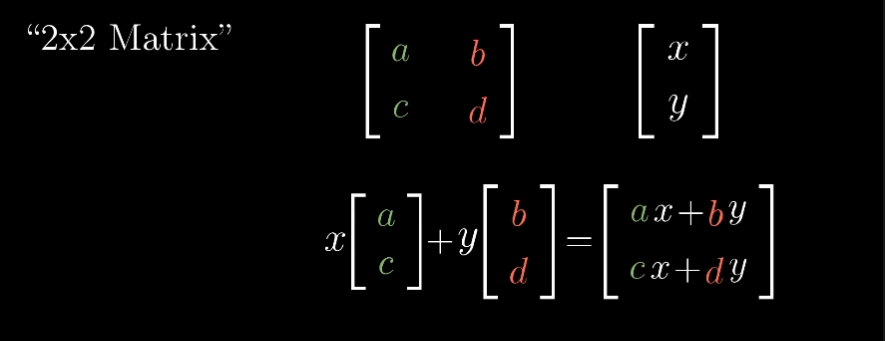 “2x2 Matrix”
[a b; c d] [x; y]
x[a; c]+y[b; d]=[ax+by; cx+dy]